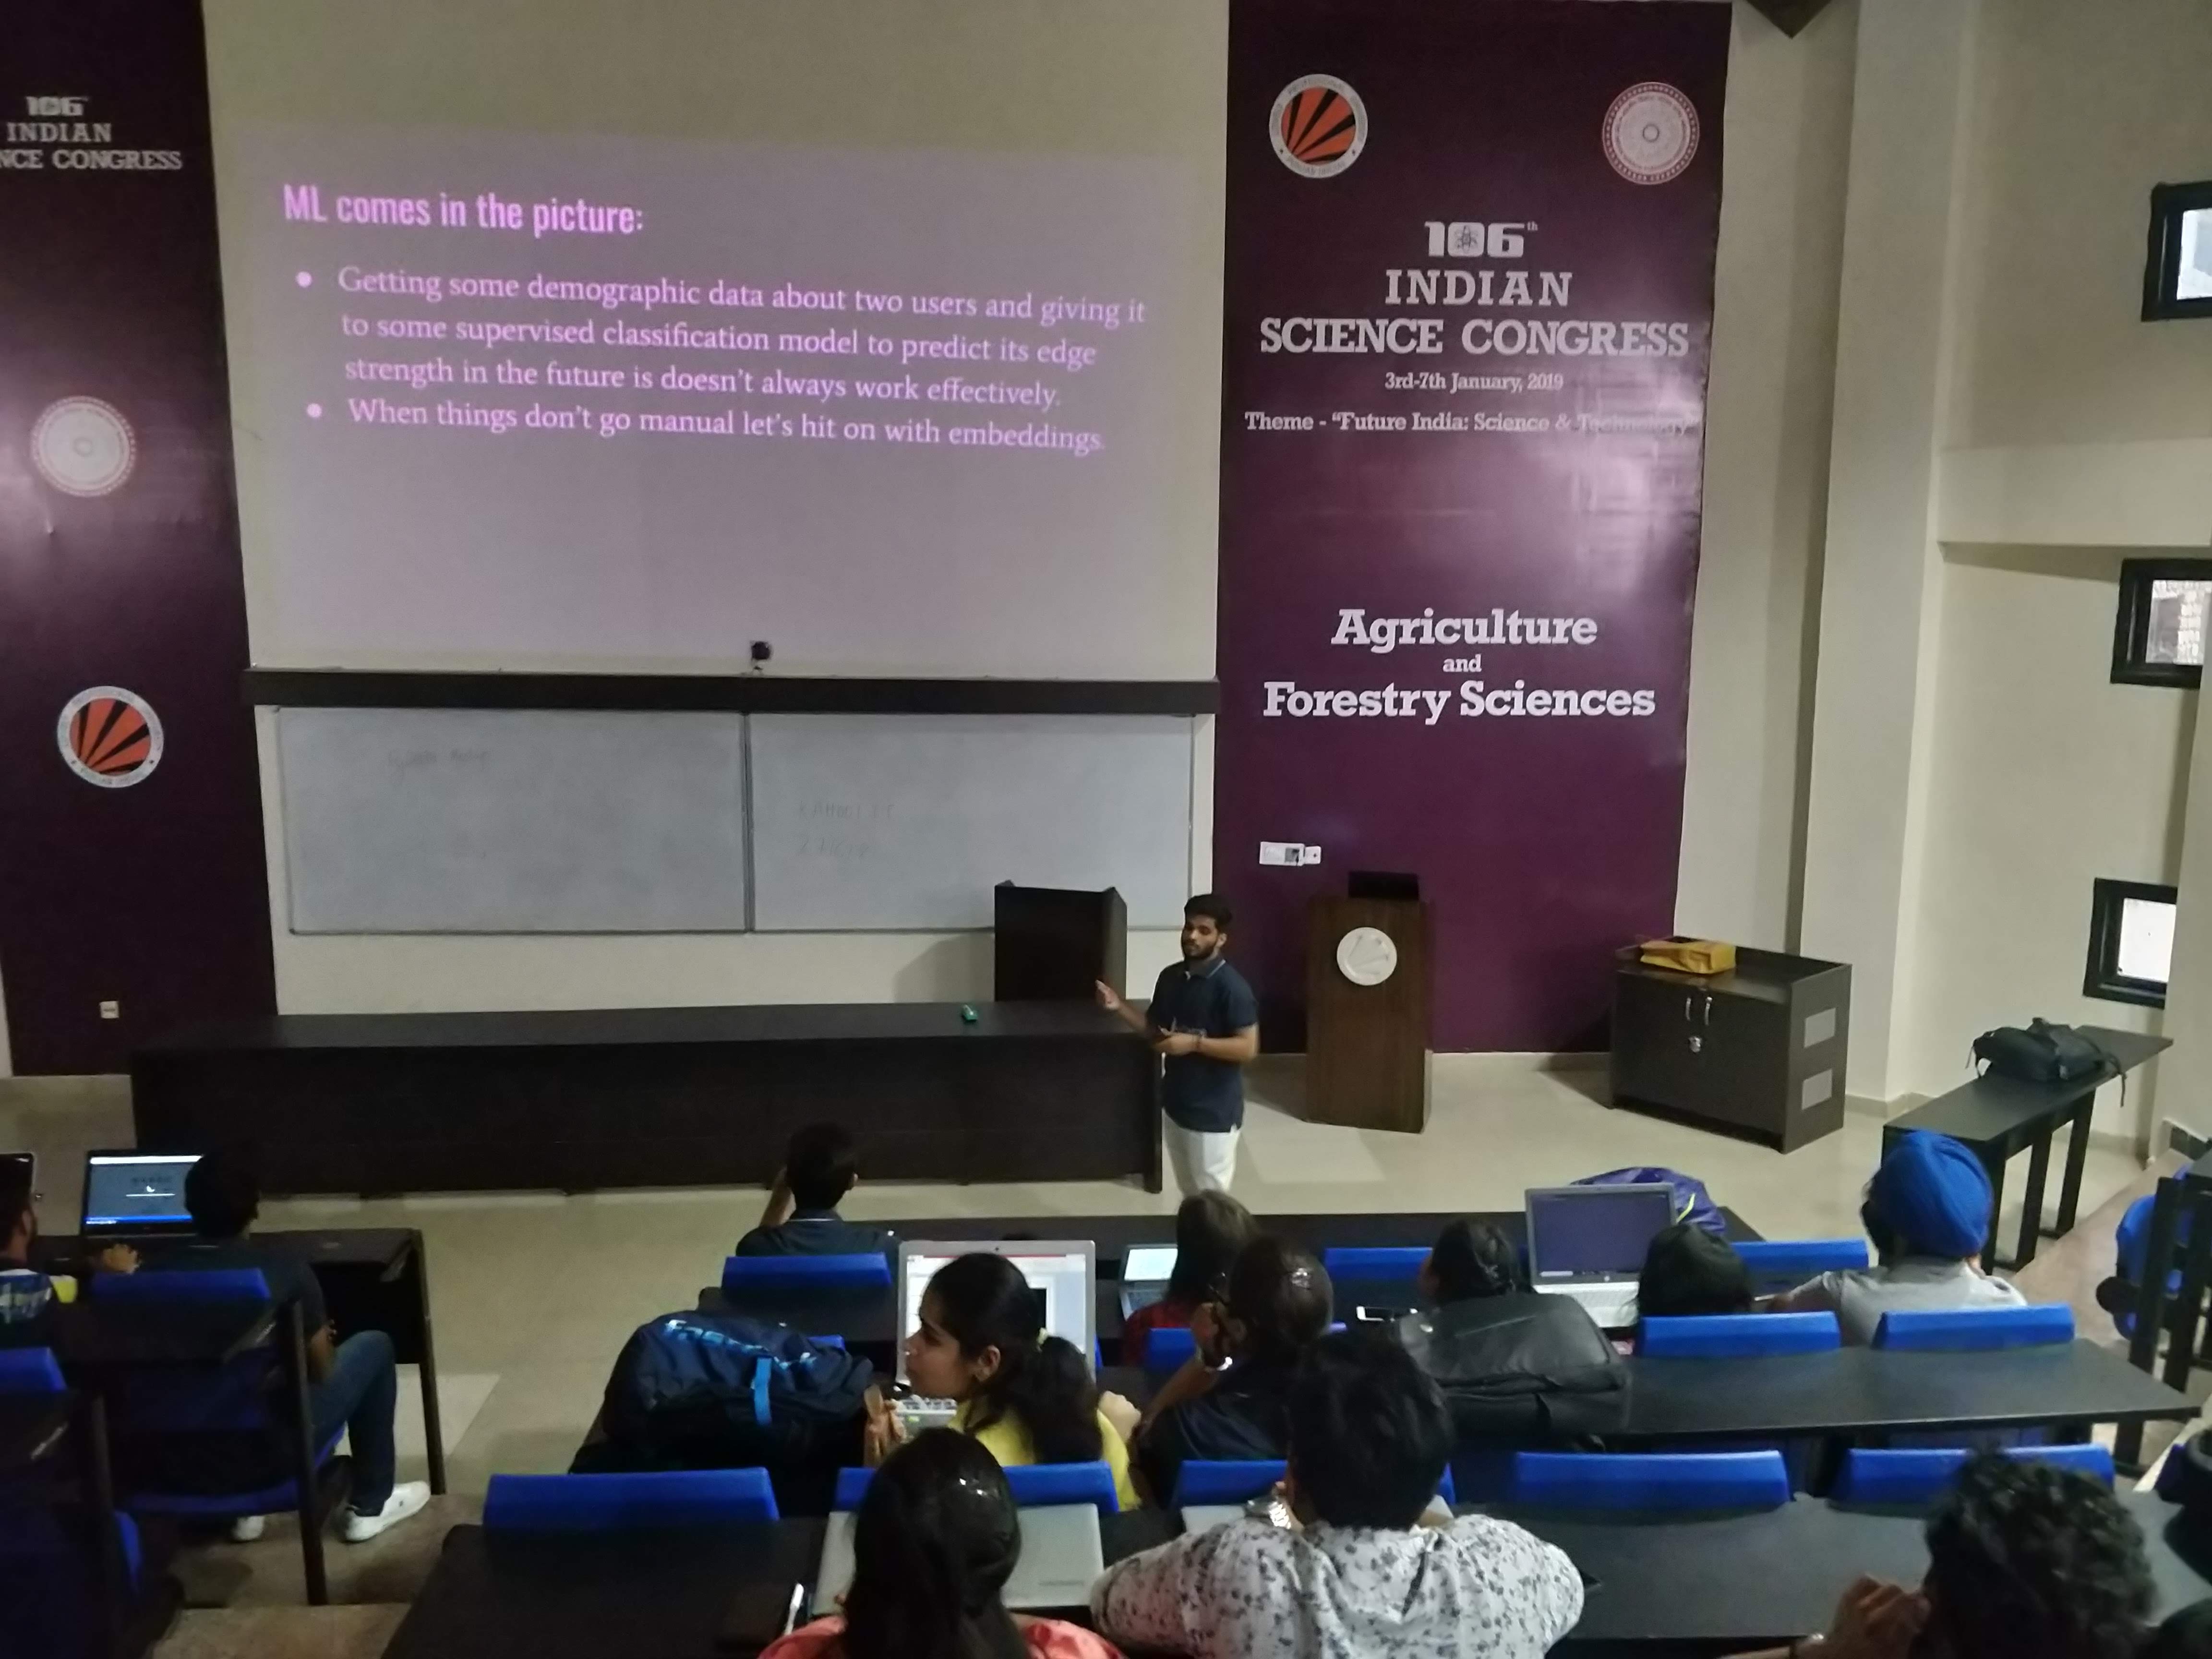 106th
INDIAN
NCE CONGRESS
ML comes in the picture:
● Getting some demographic data about two users and giving it
to some supervised classification model to predict its edge
strength in the future is doesn't always work effectively.
● When things don't go manual let's hit on with embeddings.
106th
INDIAN
SCIENCE CONGRESS
3rd-7th January, 2019
Theme - "Future India: Science & Technology"
Agriculture
and
Forestry Sciences